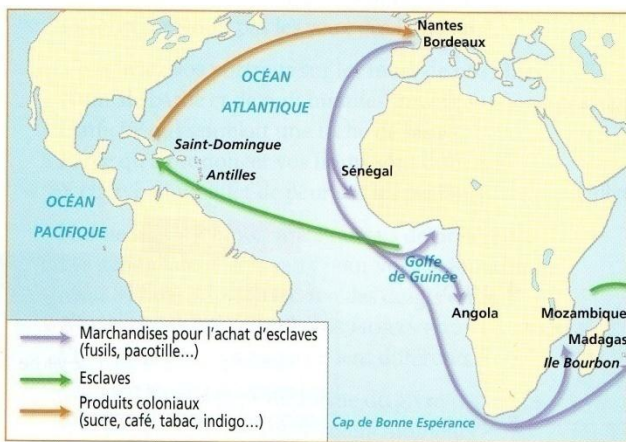 Nantes
Bordeaux
OCÉAN
ATLANTIQUE
Saint-Domingue
Antilles
Sénégal
OCÉAN
PACIFIQUE
Golfe
de Guinée
Angola
Mozambique
Madagas
Ile Bourbon
Cap de Bonne Espérance
Marchandises pour l'achat d'esclaves
(fusils, pacotille...)
Esclaves
Produits coloniaux
(sucre, café, tabac, indigo...)